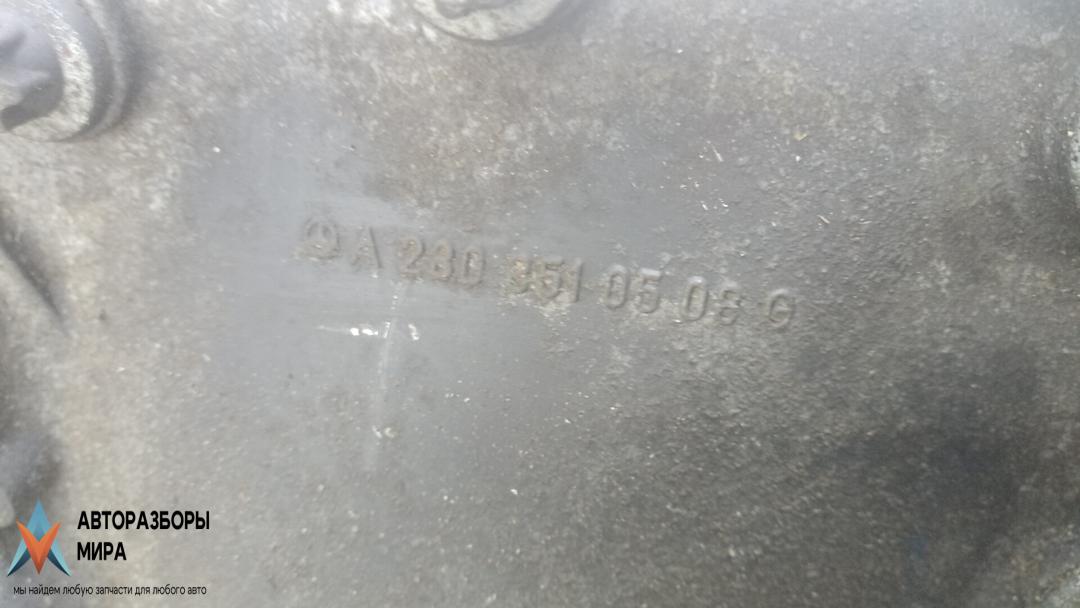 A 230 351 05 08 G
АВТОРАЗБОРЫ
МИРА
мы найдем любую запчасти для любого авто